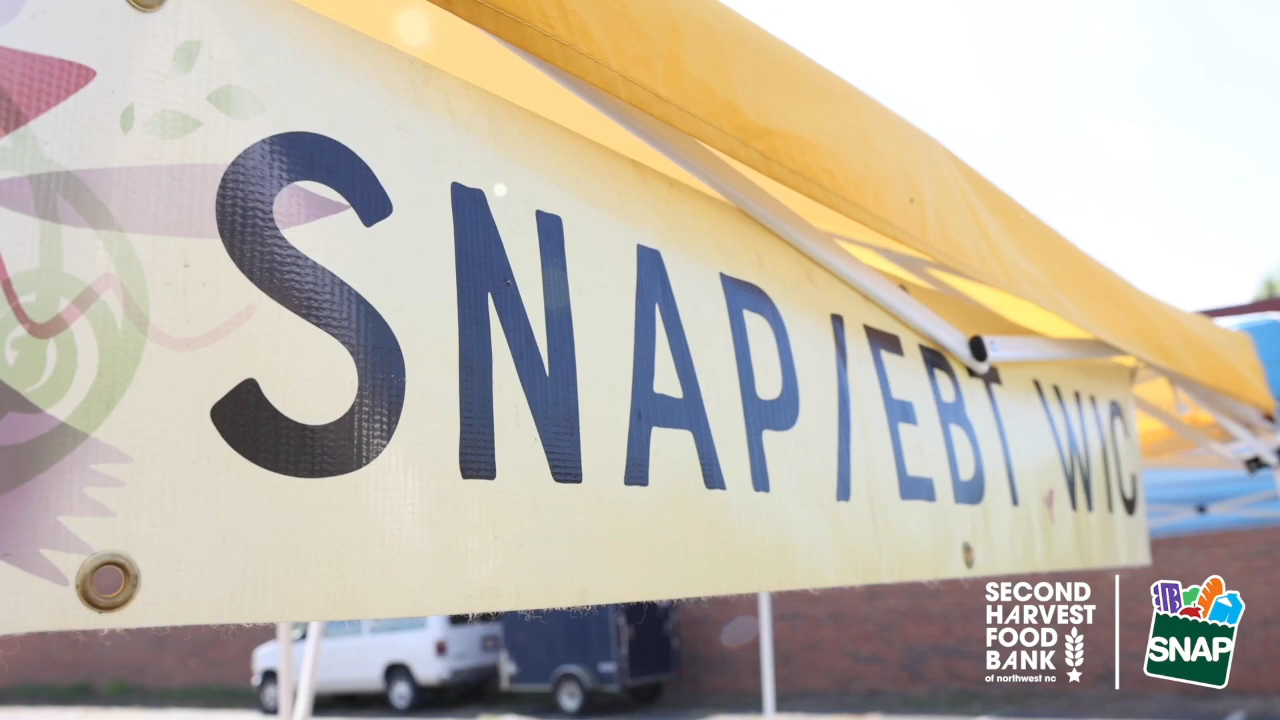 SNAP/EBT WIC
SECOND
HARVEST
FOOD
BANK
of northwest nc
SNAP